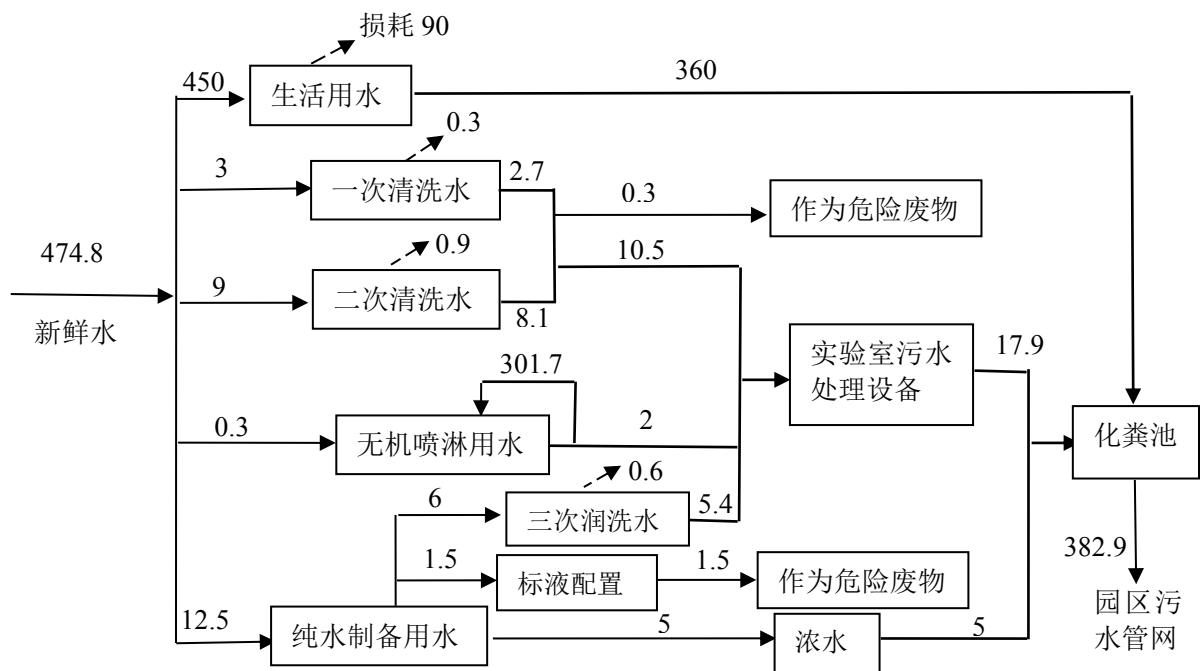 损耗 90
450
生活用水
360
0.3
3
一次清洗水
2.7
0.3
作为危险废物
474.8
新鲜水
0.9
10.5
9
二次清洗水
8.1
实验室污水
处理设备
17.9
301.7
0.3
无机喷淋用水
2
化粪池
0.6
6
三次润洗水
5.4
382.9
1.5
标液配置
1.5
作为危险废物
园区污
水管网
12.5
纯水制备用水
5
浓水
5